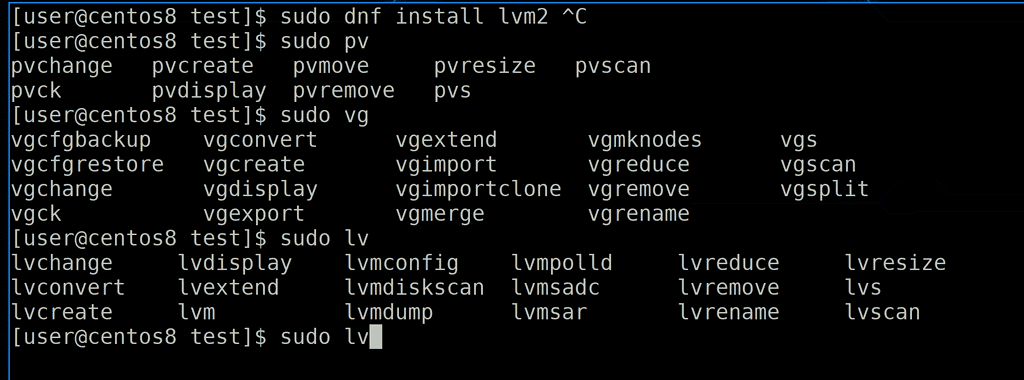 [user@centos8 test]$ sudo dnf install lvm2 ^C
[user@centos8 test]$ sudo pv
pvchange pvcreate pvmove pvresize pvscan
pvck pvdisplay pvremove pvs
[user@centos8 test]$ sudo vg
vgcfgbackup vgconvert vgextend vgmknodes vgs
vgcfgrestore vgcreate vgimport vgreduce vgscan
vgchange vgdisplay vgimportclone vgremove vgsplit
vgck vgexport vgmerge vgrename
[user@centos8 test]$ sudo lv
lvchange lvdisplay lvmconfig lvmpolld lvreduce lvresize
lvconvert lvextend lvmdiskscan lvmsadc lvremove lvs
lvcreate lvm lvmdump lvmsar lvrename lvscan
[user@centos8 test]$ sudo lv